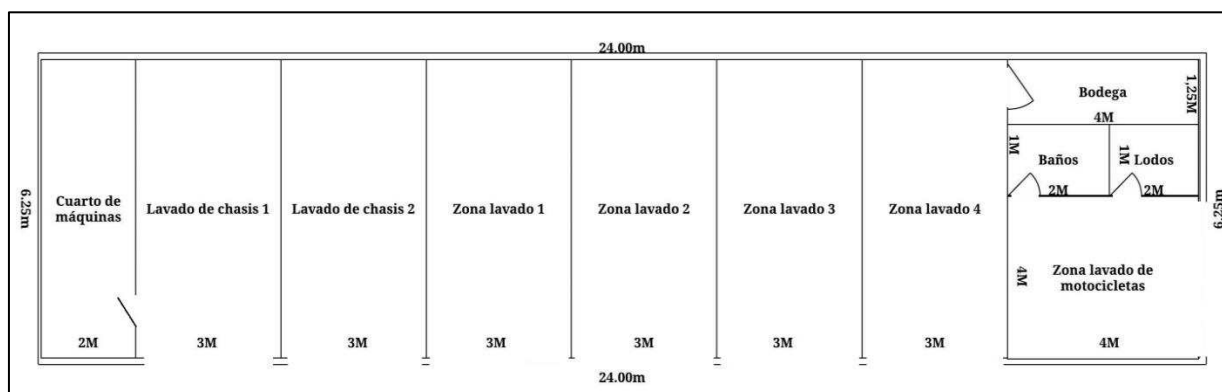 24.00m
Bodega
1,25M
4M
1M
Baños
1M
Lodos
2M
2M
6.25m
Cuarto de
máquinas
Lavado de chasis 1
Lavado de chasis 2
Zona lavado 1
Zona lavado 2
Zona lavado 3
Zona lavado 4
6.25m
4M
Zona lavado de
motocicletas
2M
3M
3M
3M
3M
3M
3M
4M
24.00m